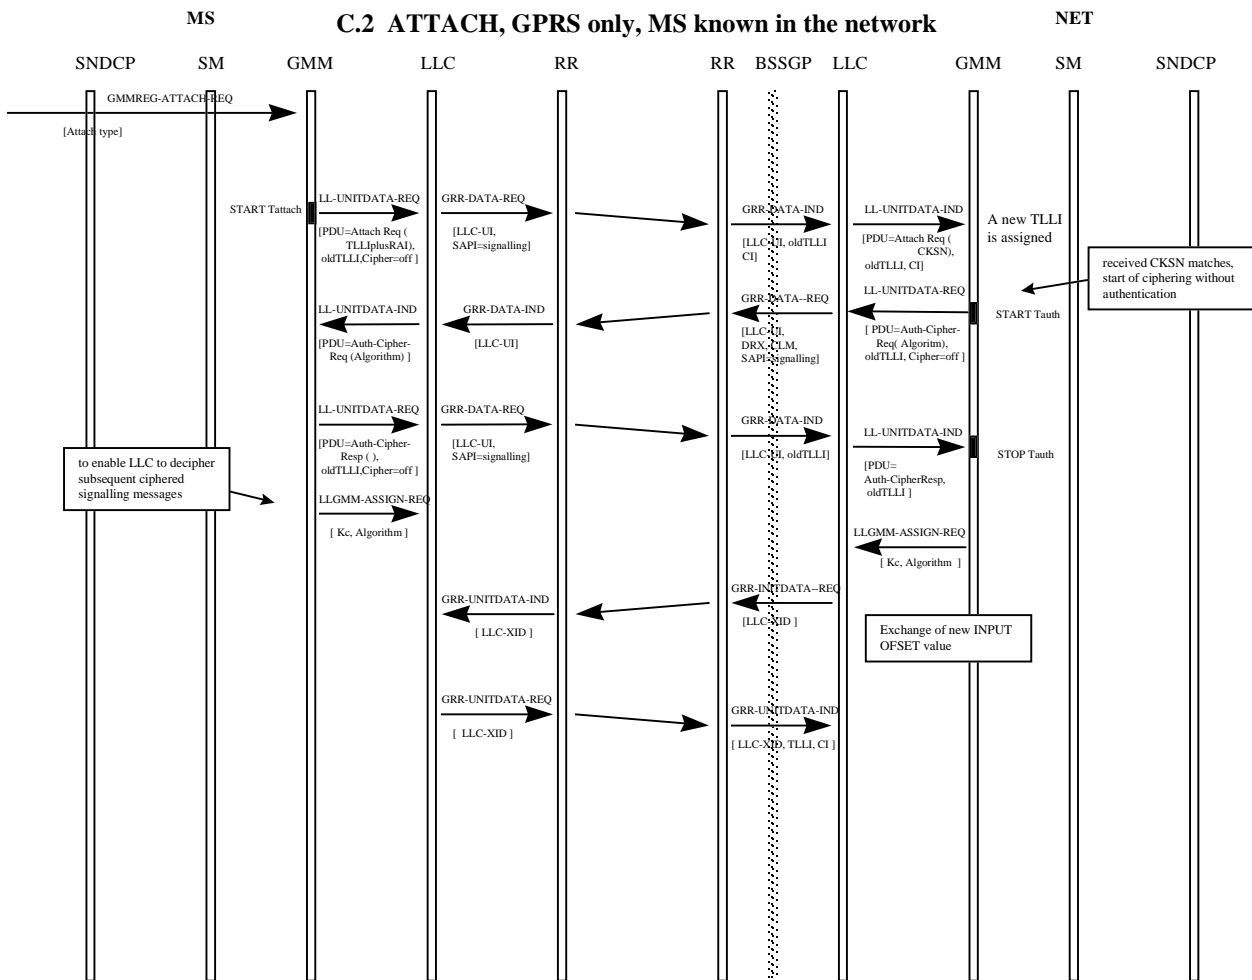 MS
C.2 ATTACH, GPRS only, MS known in the network
NET
SNDCP SM GMM LLC RR RR BSSGP LLC GMM SM SNDCP
GMMREG-ATTACH-REQ
[Attach type]
START Tattach
LL-UNITDATA-REQ
[PDU=Attach Req (
TLLIplusRAI),
oldTLLI,Cipher=off ]
GRR-DATA-REQ
[LLC-UI,
SAPI=signalling]
GRR-DATA-IND
[LLC-UI, oldTLLI
CI]
LL-UNITDATA-IND
[PDU=Attach Req (
CKSN),
oldTLLI, CI]
A new TLLI
is assigned
received CKSN matches,
start of ciphering without
authentication
LL-UNITDATA-REQ
START Tauth
[ PDU=Auth-Cipher-
Req( Algoritm),
oldTLLI, Cipher=off ]
GRR-DATA--REQ
[LLC-UI,
DRX, CLM,
SAPI=signalling]
GRR-DATA-IND
[LLC-UI]
LL-UNITDATA-IND
[PDU=Auth-Cipher-
Req (Algorithm) ]
LL-UNITDATA-REQ
[PDU=Auth-Cipher-
Resp ( ),
oldTLLI,Cipher=off ]
GRR-DATA-REQ
[LLC-UI,
SAPI=signalling]
GRR-DATA-IND
[LLC-UI, oldTLLI]
LL-UNITDATA-IND
[PDU=
Auth-CipherResp,
oldTLLI ]
STOP Tauth
to enable LLC to decipher
subsequent ciphered
signalling messages
LLGMM-ASSIGN-REQ
[ Kc, Algorithm ]
LLGMM-ASSIGN-REQ
[ Kc, Algorithm ]
GRR-INITDATA--REQ
[LLC-XID ]
GRR-UNITDATA-IND
[ LLC-XID ]
Exchange of new INPUT
OFSET value
GRR-UNITDATA-REQ
[ LLC-XID ]
GRR-UNITDATA-IND
[ LLC-XID, TLLI, CI ]